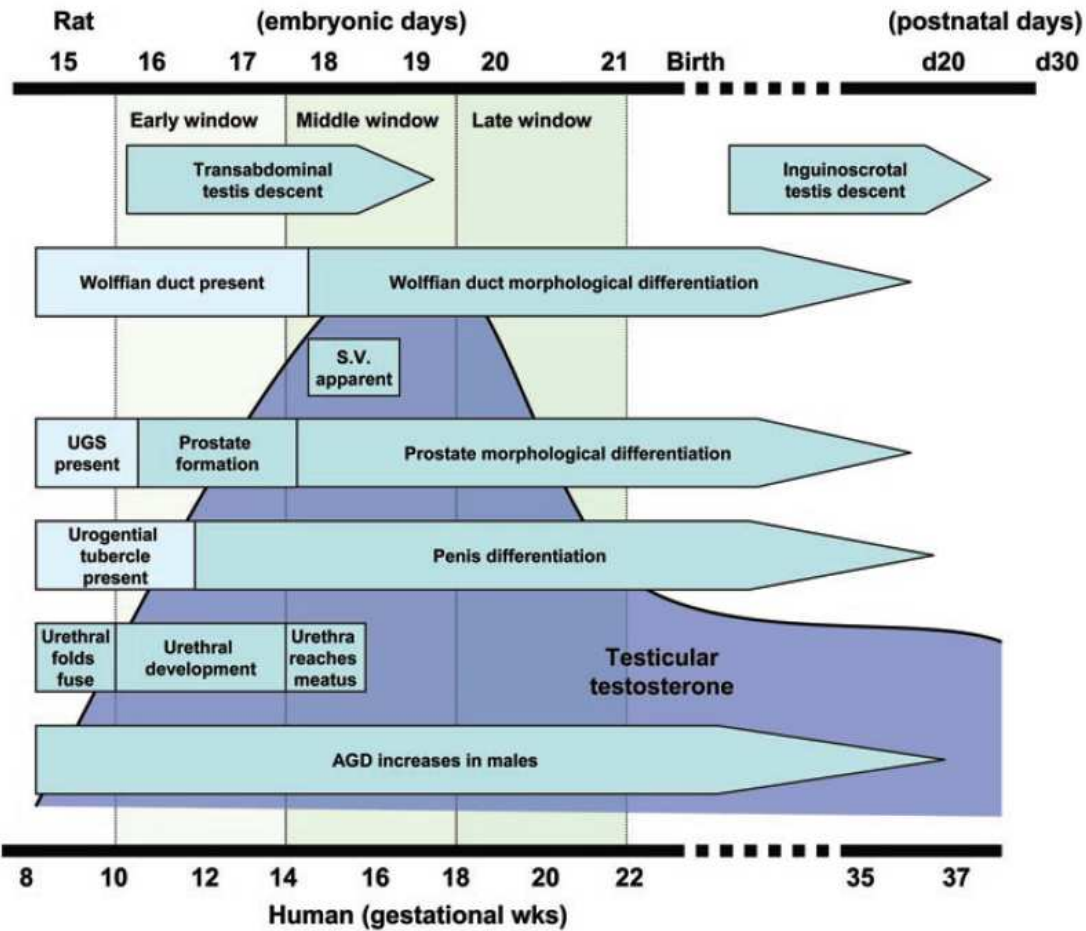 Rat (embryonic days) (postnatal days)
15 16 17 18 19 20 21 Birth d20 d30
Early window Middle window Late window
Transabdominal
testis descent
Inguinoscrotal
testis descent
Wolffian duct present
Wolffian duct morphological differentiation
S.V.
apparent
UGS
present
Prostate
formation
Prostate morphological differentiation
Urogential
tubercle
present
Penis differentiation
Urethral
folds
fuse
Urethral
development
Urethra
reaches
meatus
Testicular
testosterone
AGD increases in males
8 10 12 14 16 18 20 22 35 37
Human (gestational wks)